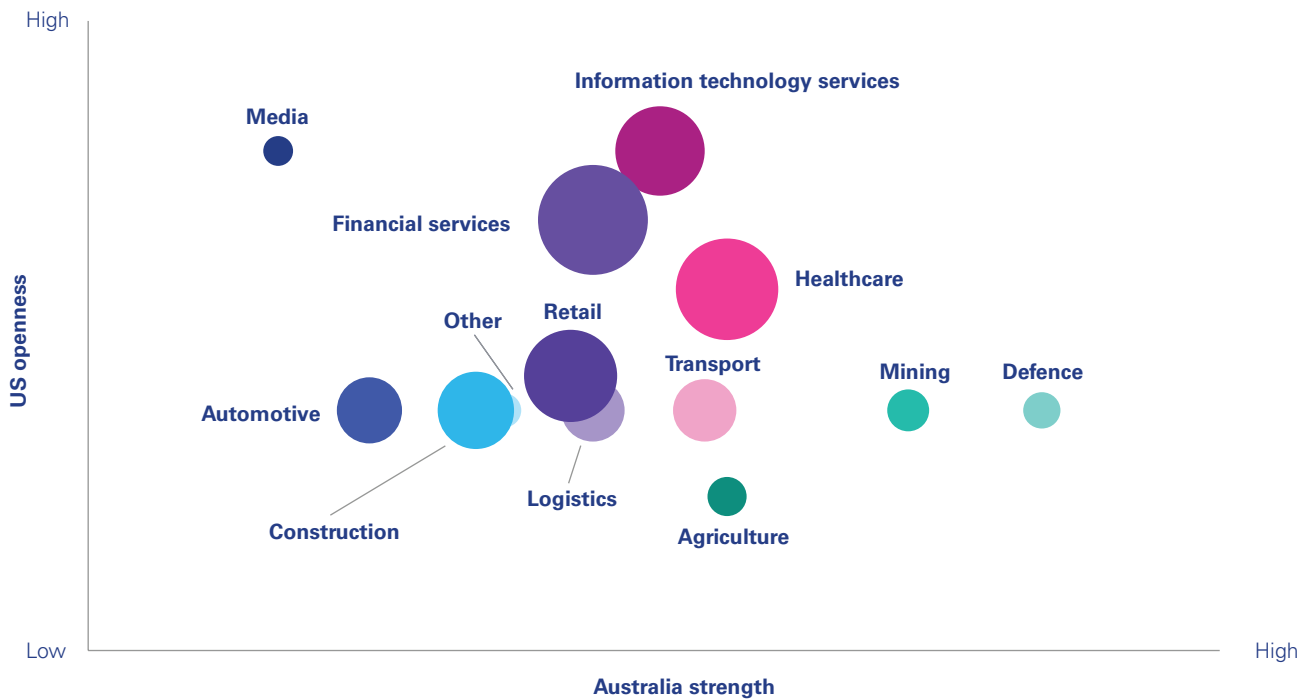 High
Information technology services
Media
Financial services
Healthcare
Retail
Other
Transport
Mining
Defence
Automotive
Logistics
Construction
Agriculture
US openness
Low
High
Australia strength